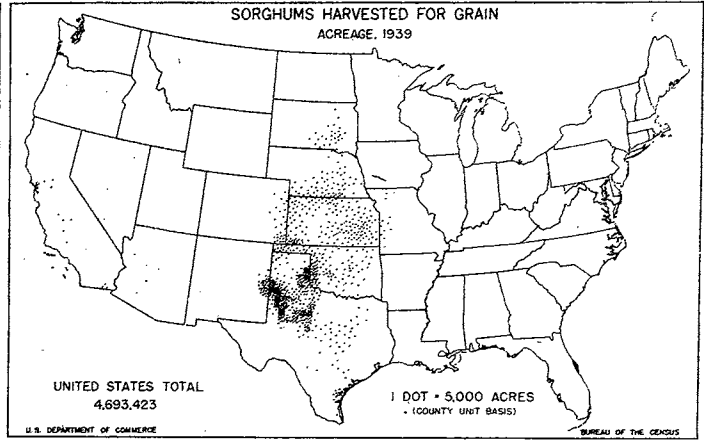 SORGHUMS HARVESTED FOR GRAIN
ACREAGE, 1939
UNITED STATES TOTAL
4,693,423
1 DOT = 5,000 ACRES
(COUNTY UNIT BASIS)
U.S. DEPARTMENT OF COMMERCE
BUREAU OF THE CENSUS